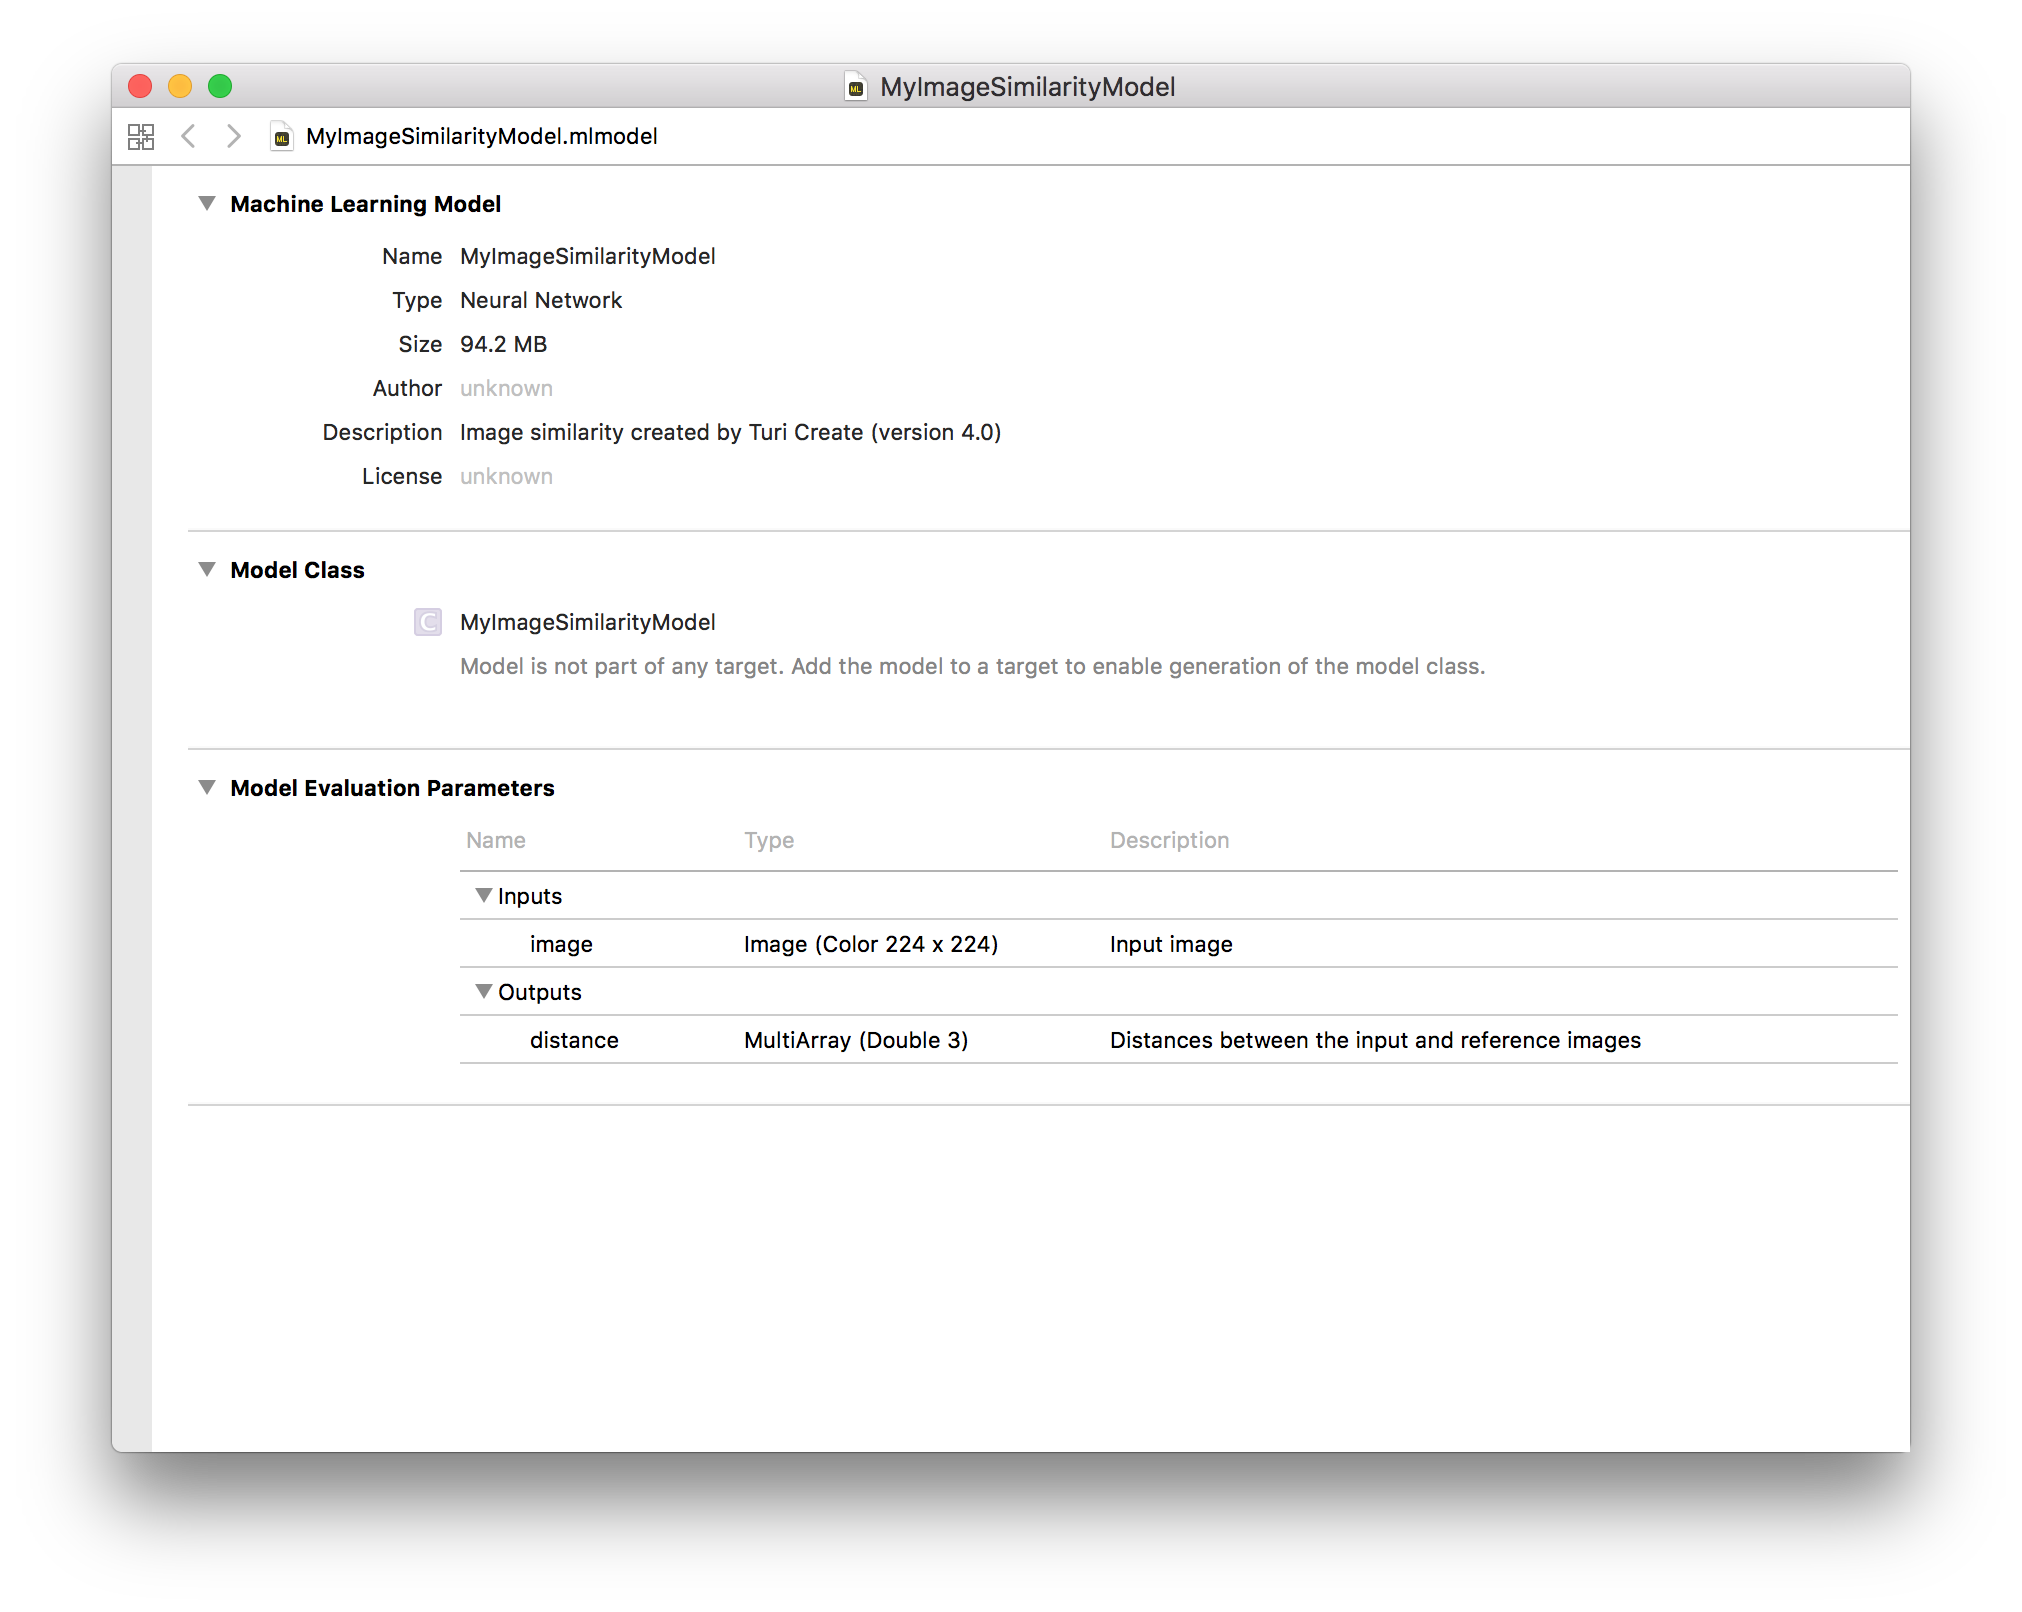 MyImageSimilarityModel
MyImageSimilarityModel.mlmodel
Machine Learning Model
Name MyImageSimilarityModel
Type Neural Network
Size 94.2 MB
Author unknown
Description Image similarity created by Turi Create (version 4.0)
License unknown
Model Class
C MyImageSimilarityModel
Model is not part of any target. Add the model to a target to enable generation of the model class.
Model Evaluation Parameters
Name Type Description
Inputs
image Image (Color 224 x 224) Input image
Outputs
distance MultiArray (Double 3) Distances between the input and reference images